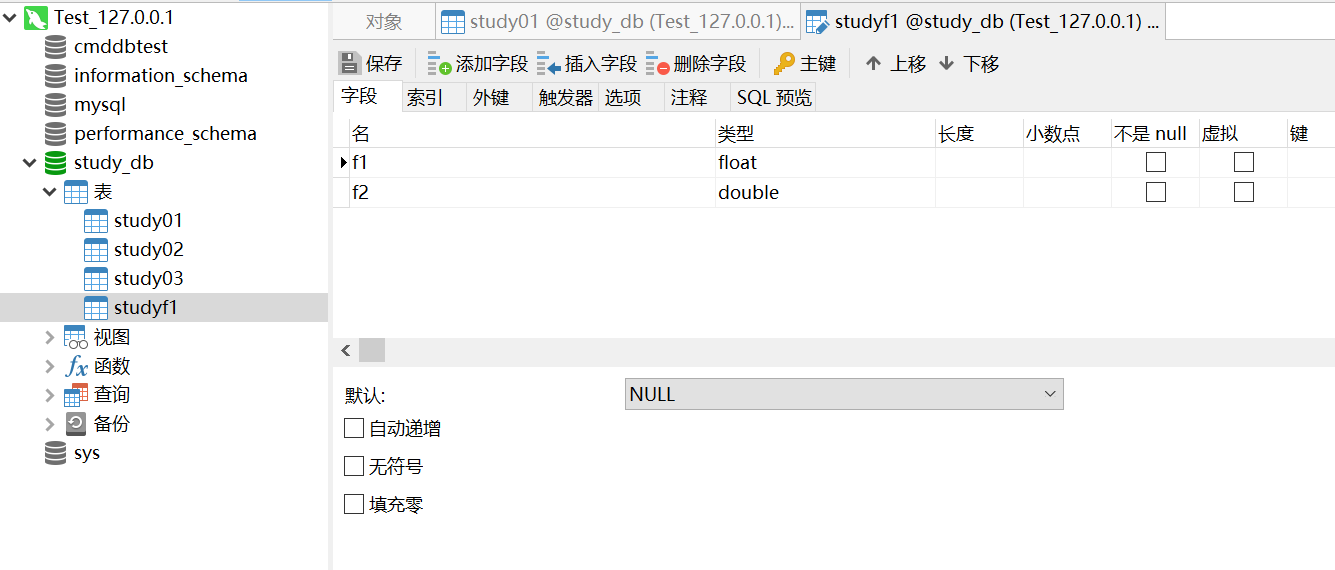 Test_127.0.0.1
cmddbtest
information_schema
mysql
performance_schema
study_db
表
study01
study02
study03
studyf1
视图
fx 函数
查询
备份
sys
对象 study01 @study_db (Test_127.0.0.1)... studyf1 @study_db (Test_127.0.0.1) ...
保存 添加字段 插入字段 删除字段 主键 上移 下移
字段 索引 外键 触发器 选项 注释 SQL 预览
名 类型 长度 小数点 不是 null 虚拟 键
f1 float
f2 double
默认: NULL
自动递增
无符号
填充零